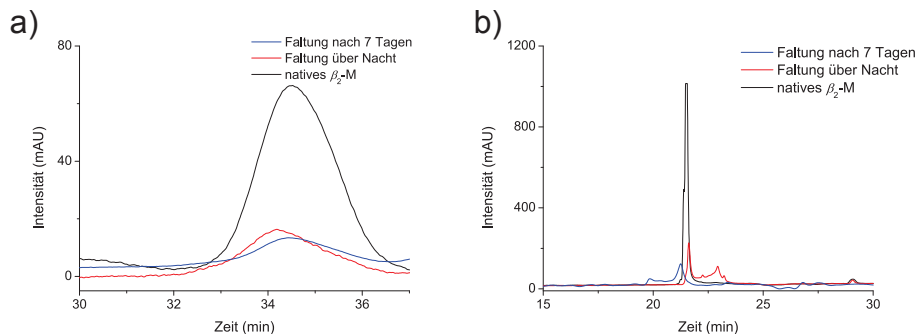 a)
80
40
0
Intensität (mAU)
Faltung nach 7 Tagen
Faltung über Nacht
natives β₂-M
30 32 34 36
Zeit (min)
b)
1200
900
600
400
0
Intensität (mAU)
Faltung nach 7 Tagen
Faltung über Nacht
natives β₂-M
15 20 25 30
Zeit (min)